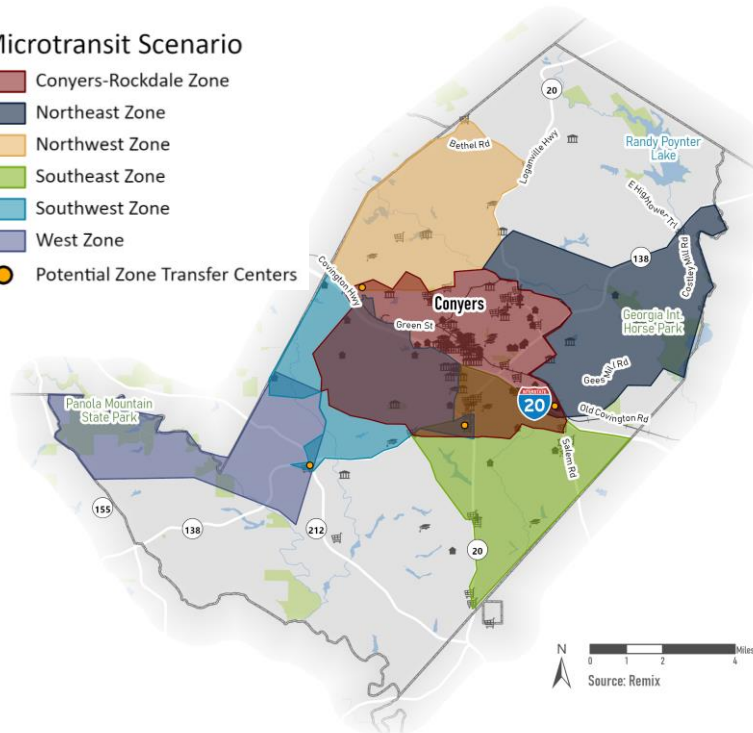 Microtransit Scenario
Conyers-Rockdale Zone
Northeast Zone
Northwest Zone
Southeast Zone
Southwest Zone
West Zone
Potential Zone Transfer Centers
20
Bethel Rd
Loganville Hwy
Randy Poynter
Lake
E Hightower Trl
138
Costley Mill Rd
Covington Hwy
Conyers
Green St
Georgia Int.
Horse Park
Gees Mill Rd
INTERSTATE
20
Old Covington Rd
Salem Rd
Panola Mountain
State Park
155
138
212
20
N
0 1 2 4
Miles
Source: Remix